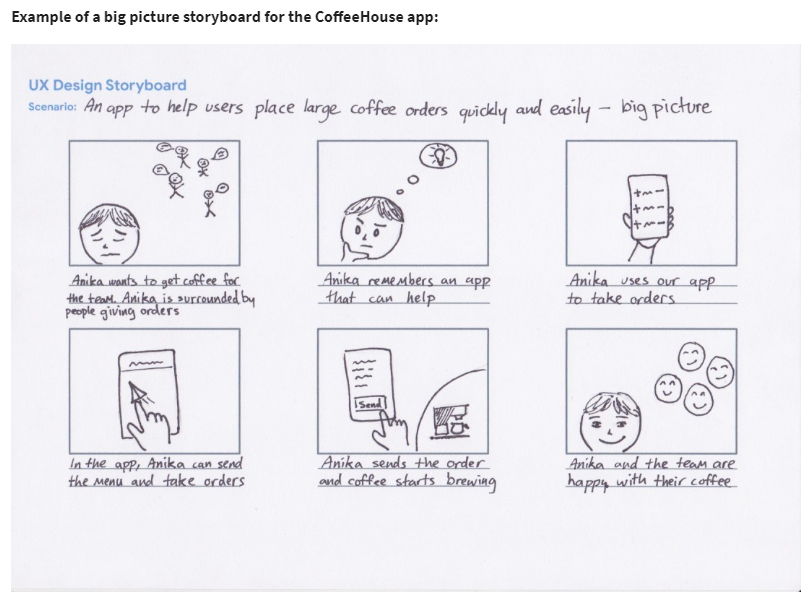 Example of a big picture storyboard for the CoffeeHouse app:
UX Design Storyboard
Scenario: An app to help users place large coffee orders quickly and easily – big picture
Anika wants to get coffee for
the team. Anika is surrounded by
people giving orders
Anika remembers an app
that can help
Anika uses our app
to take orders
In the app, Anika can send
the menu and take orders
Send
Anika sends the order
and coffee starts brewing
Anika and the team are
happy with their coffee